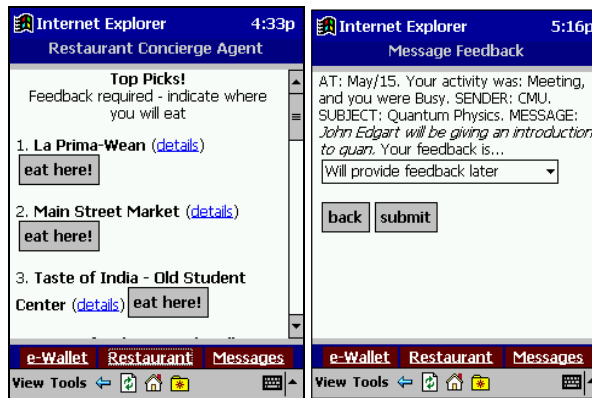 Internet Explorer 4:33p
Restaurant Concierge Agent
Top Picks!
Feedback required - indicate where
you will eat
1. La Prima-Wean (details)
eat here!
2. Main Street Market (details)
eat here!
3. Taste of India - Old Student
Center (details) eat here!
e-Wallet Restaurant Messages
View Tools
Internet Explorer 5:16p
Message Feedback
AT: May/15. Your activity was: Meeting,
and you were Busy. SENDER: CMU.
SUBJECT: Quantum Physics. MESSAGE:
John Edgart will be giving an introduction
to quan. Your feedback is...
Will provide feedback later
back submit
e-Wallet Restaurant Messages
View Tools